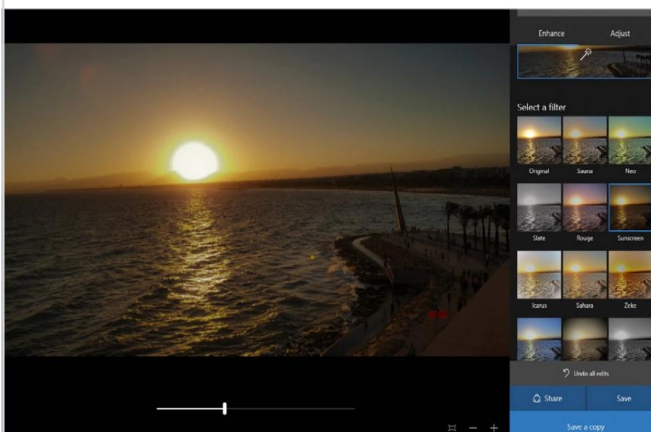 Enhance Adjust
Select a filter
Original Sauna Neo
Slate Rouge Sunscreen
Icarus Sahara Zeke
Undo all edits
Share Save
Save a copy